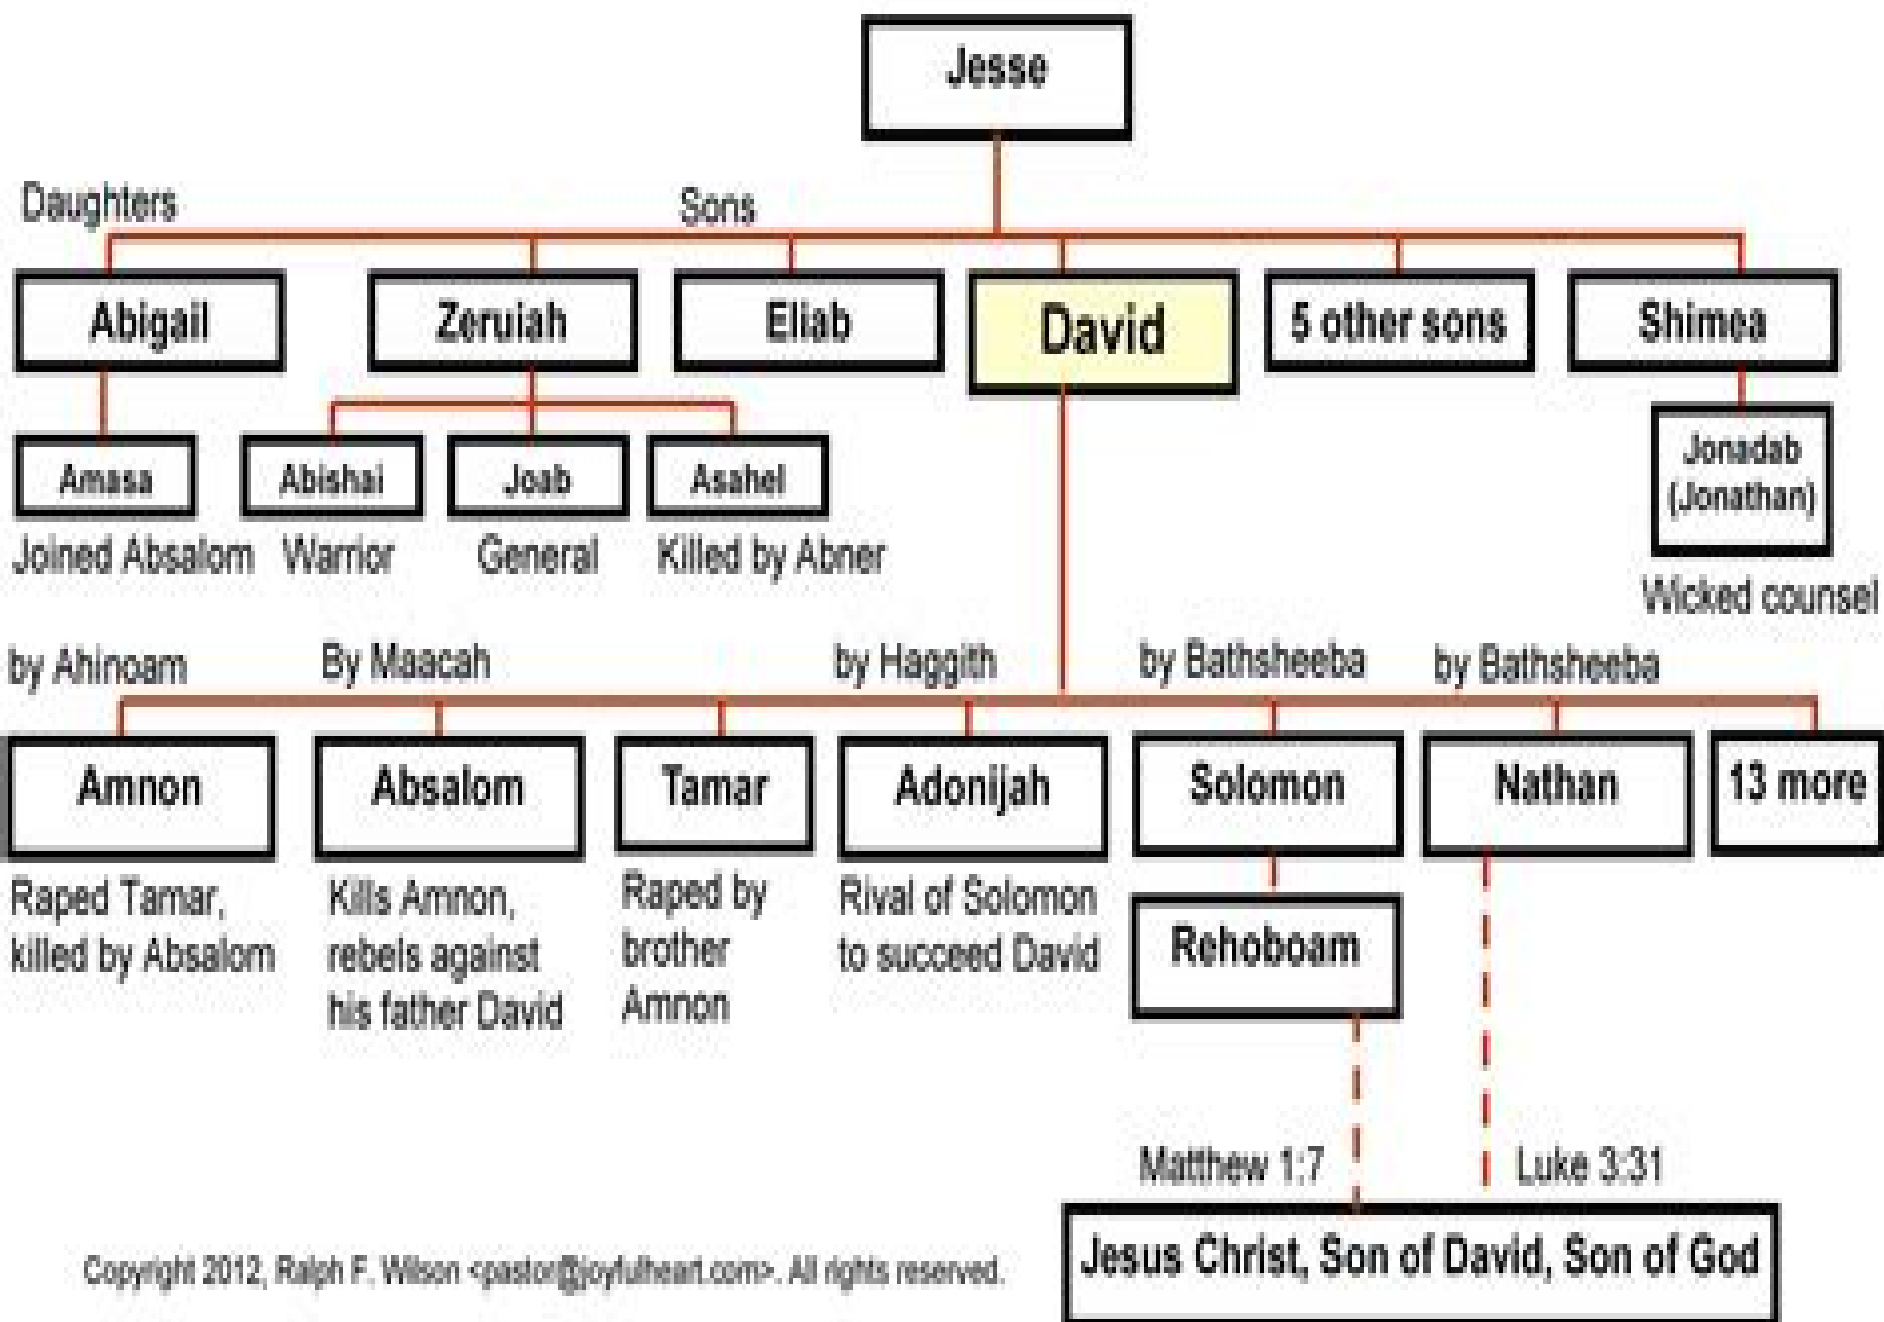 Jesse
Daughters
Sons
Abigail
Zeruiah
Eliab
David
5 other sons
Shimea
Amasa
Abishai
Joab
Asahel
Jonadab
(Jonathan)
Joined Absalom
Warrior
General
Killed by Abner
Wicked counsel
by Ahinoam
By Maacah
by Haggith
by Bathsheeba
by Bathsheeba
Amnon
Absalom
Tamar
Adonijah
Solomon
Nathan
13 more
Raped Tamar,
killed by Absalom
Kills Amnon,
rebels against
his father David
Raped by
brother
Amnon
Rival of Solomon
to succeed David
Rehoboam
Matthew 1:7
Luke 3:31
Jesus Christ, Son of David, Son of God
Copyright 2012, Ralph F. Wilson <pastor@joyfulheart.com>. All rights reserved.